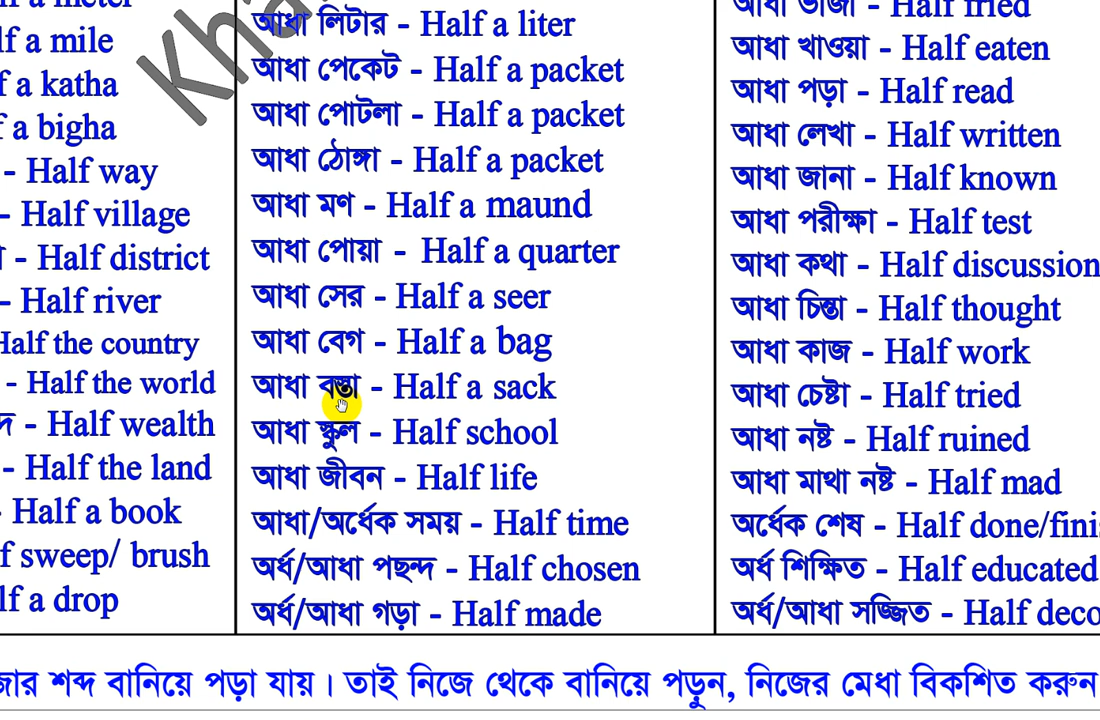 lf a mile
f a katha
f a bigha
- Half way
- Half village
- Half district
- Half river
Half the country
- Half the world
- Half wealth
- Half the land
- Half a book
f sweep/ brush
lf a drop
আধা লিটার - Half a liter
আধা পেকেট - Half a packet
আধা পোটলা - Half a packet
আধা ঠোঙ্গা - Half a packet
আধা মণ - Half a maund
আধা পোয়া - Half a quarter
আধা সের - Half a seer
আধা বেগ - Half a bag
আধা বস্তা - Half a sack
আধা স্কুল - Half school
আধা জীবন - Half life
আধা/অর্ধেক সময় - Half time
অর্ধ/আধা পছন্দ - Half chosen
অর্ধ/আধা গড়া - Half made
আধা ভাজা - Half fried
আধা খাওয়া - Half eaten
আধা পড়া - Half read
আধা লেখা - Half written
আধা জানা - Half known
আধা পরীক্ষা - Half test
আধা কথা - Half discussion
আধা চিন্তা - Half thought
আধা কাজ - Half work
আধা চেষ্টা - Half tried
আধা নষ্ট - Half ruined
আধা মাথা নষ্ট - Half mad
অর্ধেক শেষ - Half done/fini
অর্ধ শিক্ষিত - Half educated
অর্ধ/আধা সজ্জিত - Half deco
জার শব্দ বানিয়ে পড়া যায়। তাই নিজে থেকে বানিয়ে পড়ুন, নিজের মেধা বিকশিত করুন
Kha